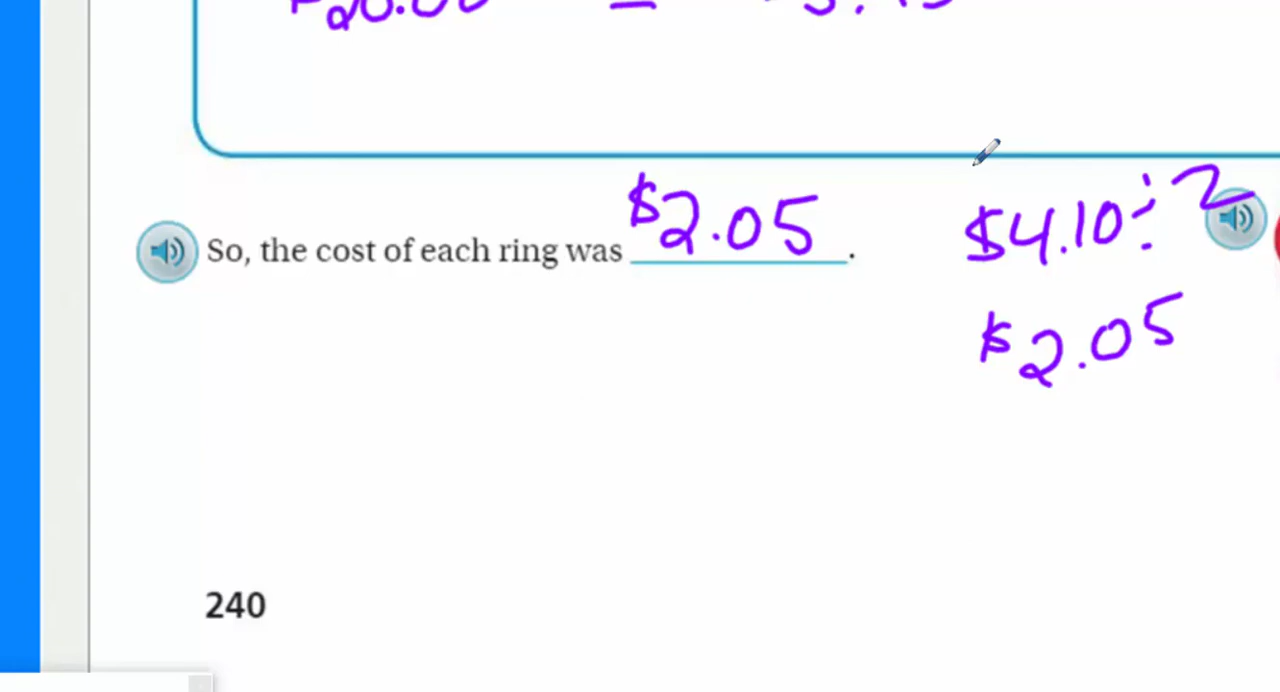 So, the cost of each ring was $2.05.
$4.10 ÷ 2
$2.05
240